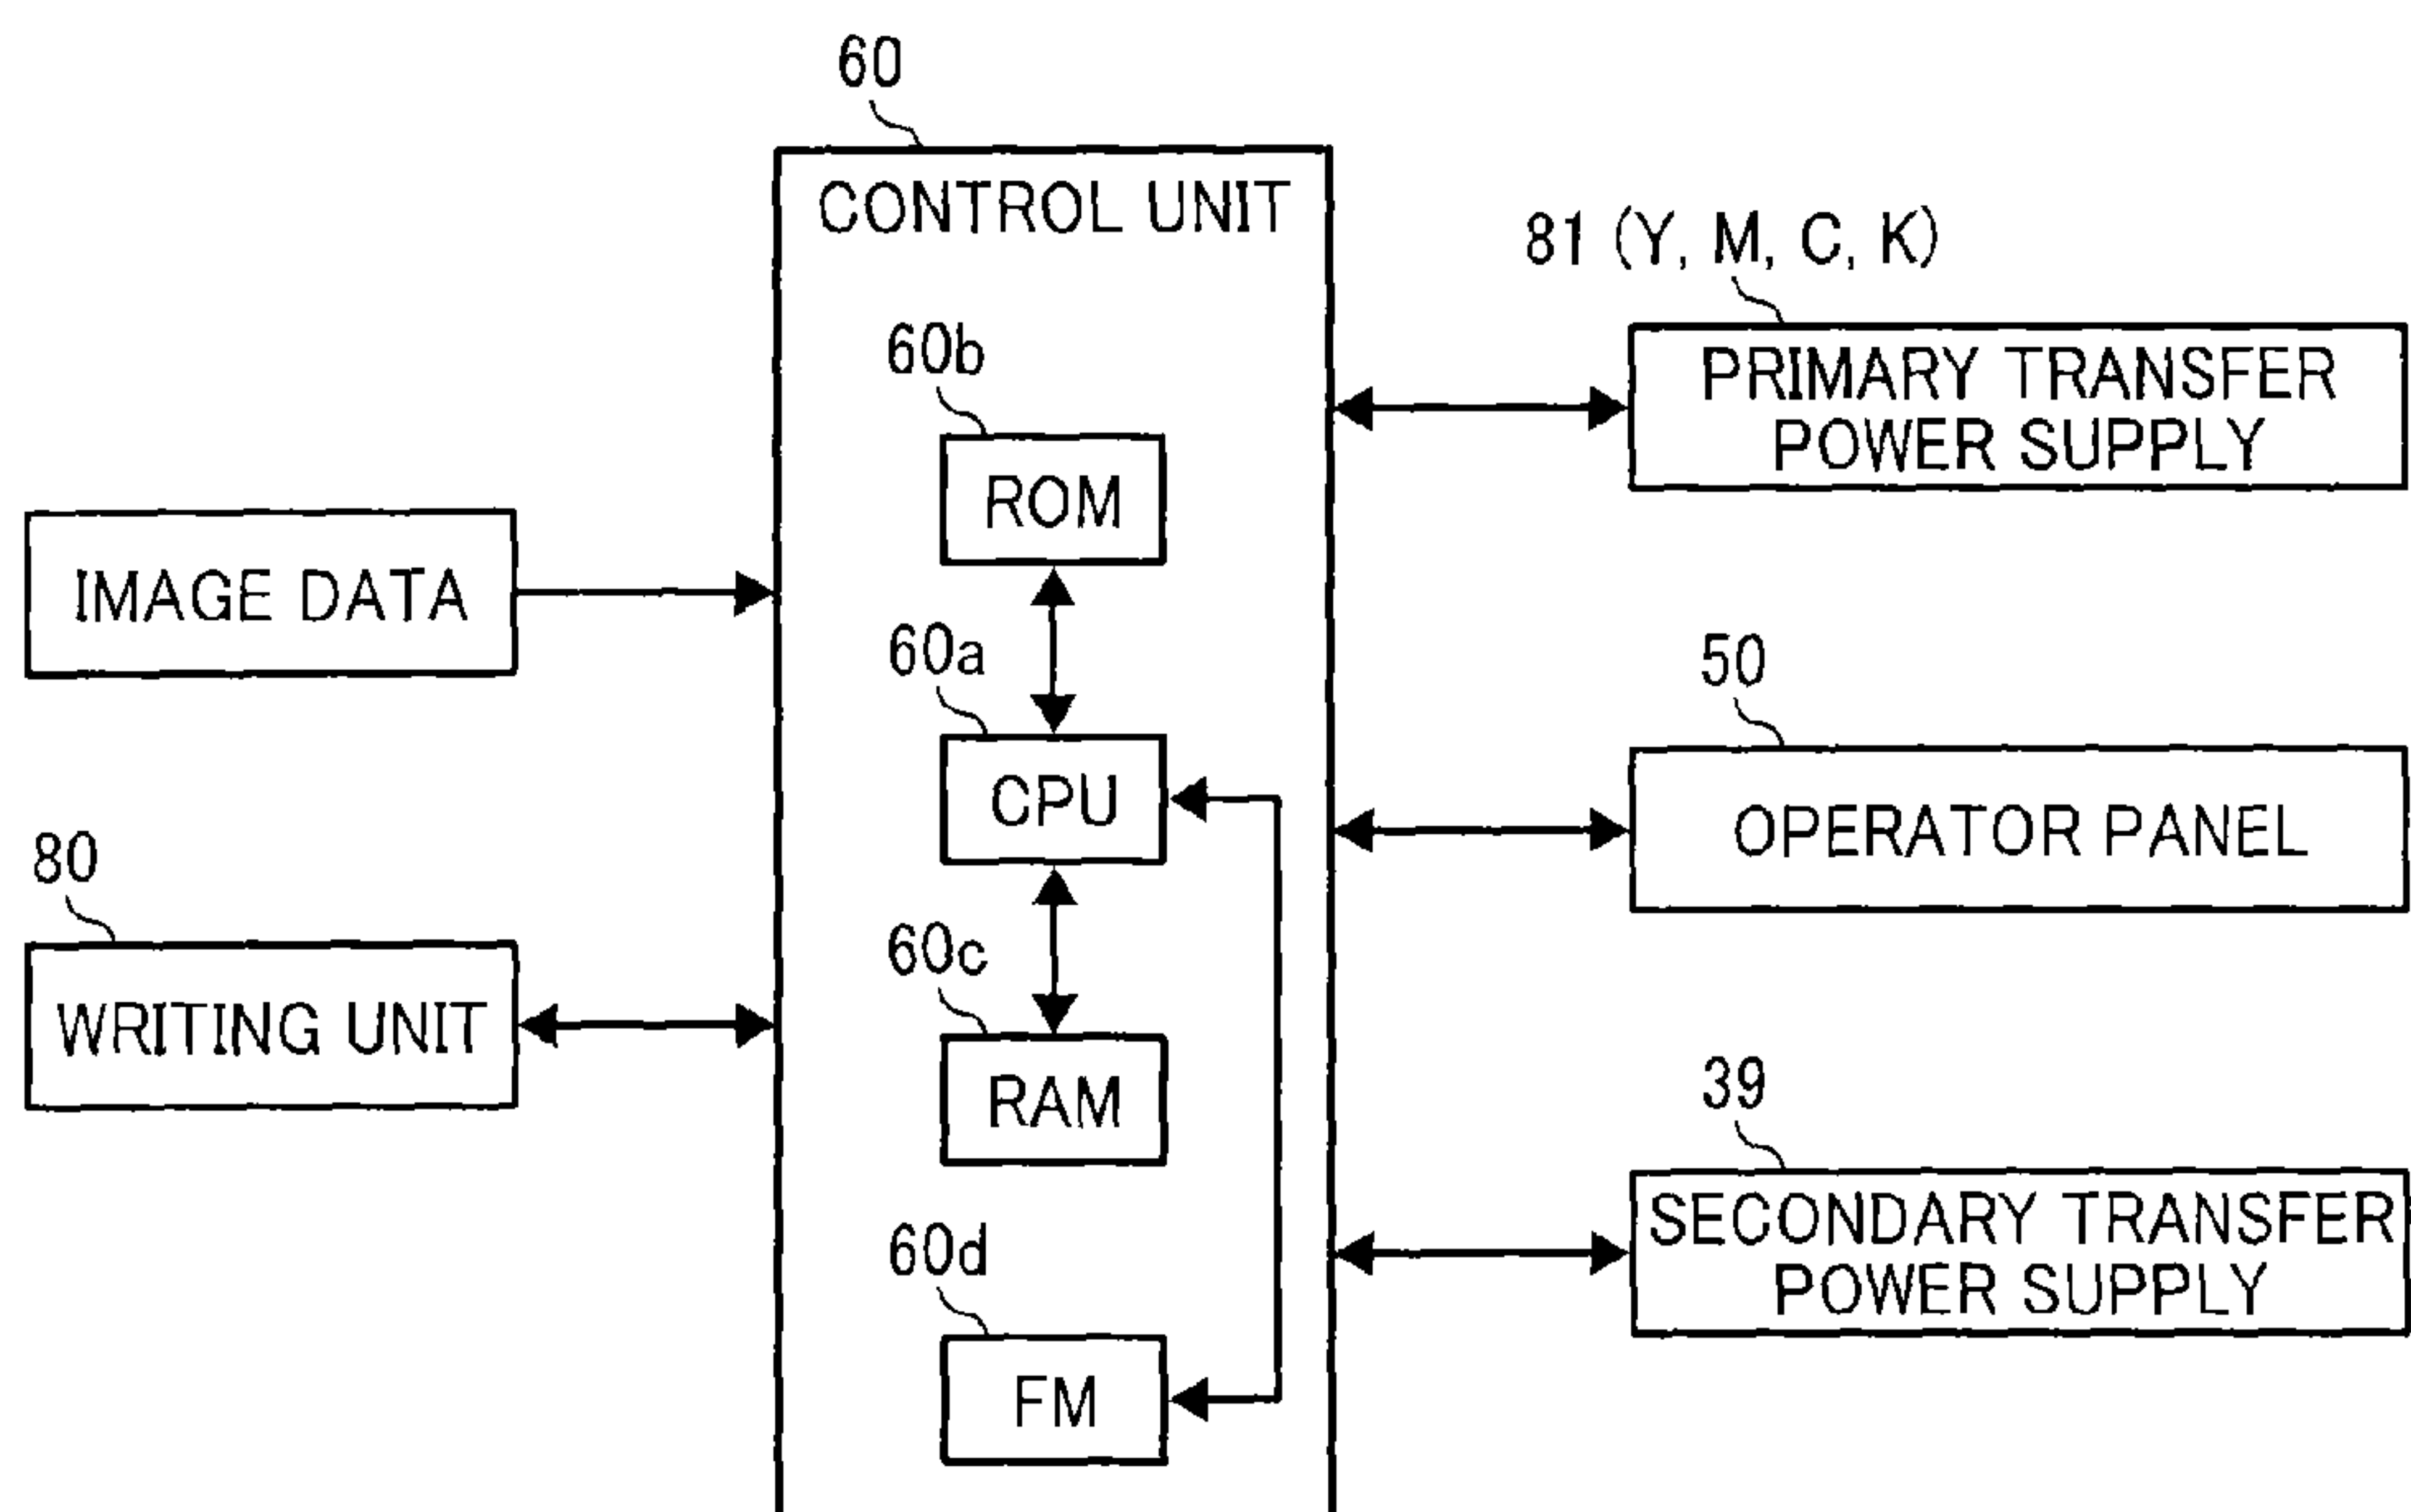 60
CONTROL UNIT
81 (Y, M, C, K)
PRIMARY TRANSFER
POWER SUPPLY
60b
ROM
IMAGE DATA
60a
CPU
50
OPERATOR PANEL
80
WRITING UNIT
60c
RAM
39
SECONDARY TRANSFER
POWER SUPPLY
60d
FM